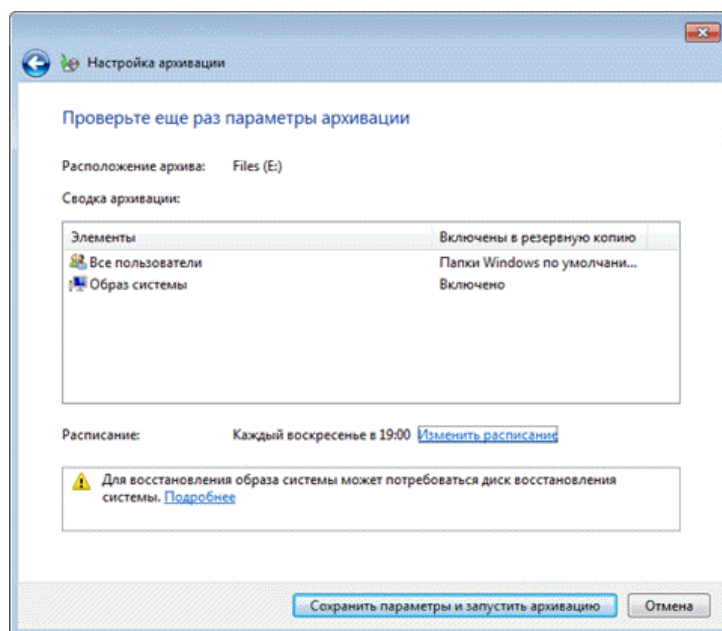 Настройка архивации
Проверьте еще раз параметры архивации
Расположение архива: Files (E:)
Сводка архивации:
Элементы Включены в резервную копию
Все пользователи Папки Windows по умолчани...
Образ системы Включено
Расписание: Каждый воскресенье в 19:00 Изменить расписание
Для восстановления образа системы может потребоваться диск восстановления
системы. Подробнее
Сохранить параметры и запустить архивацию Отмена